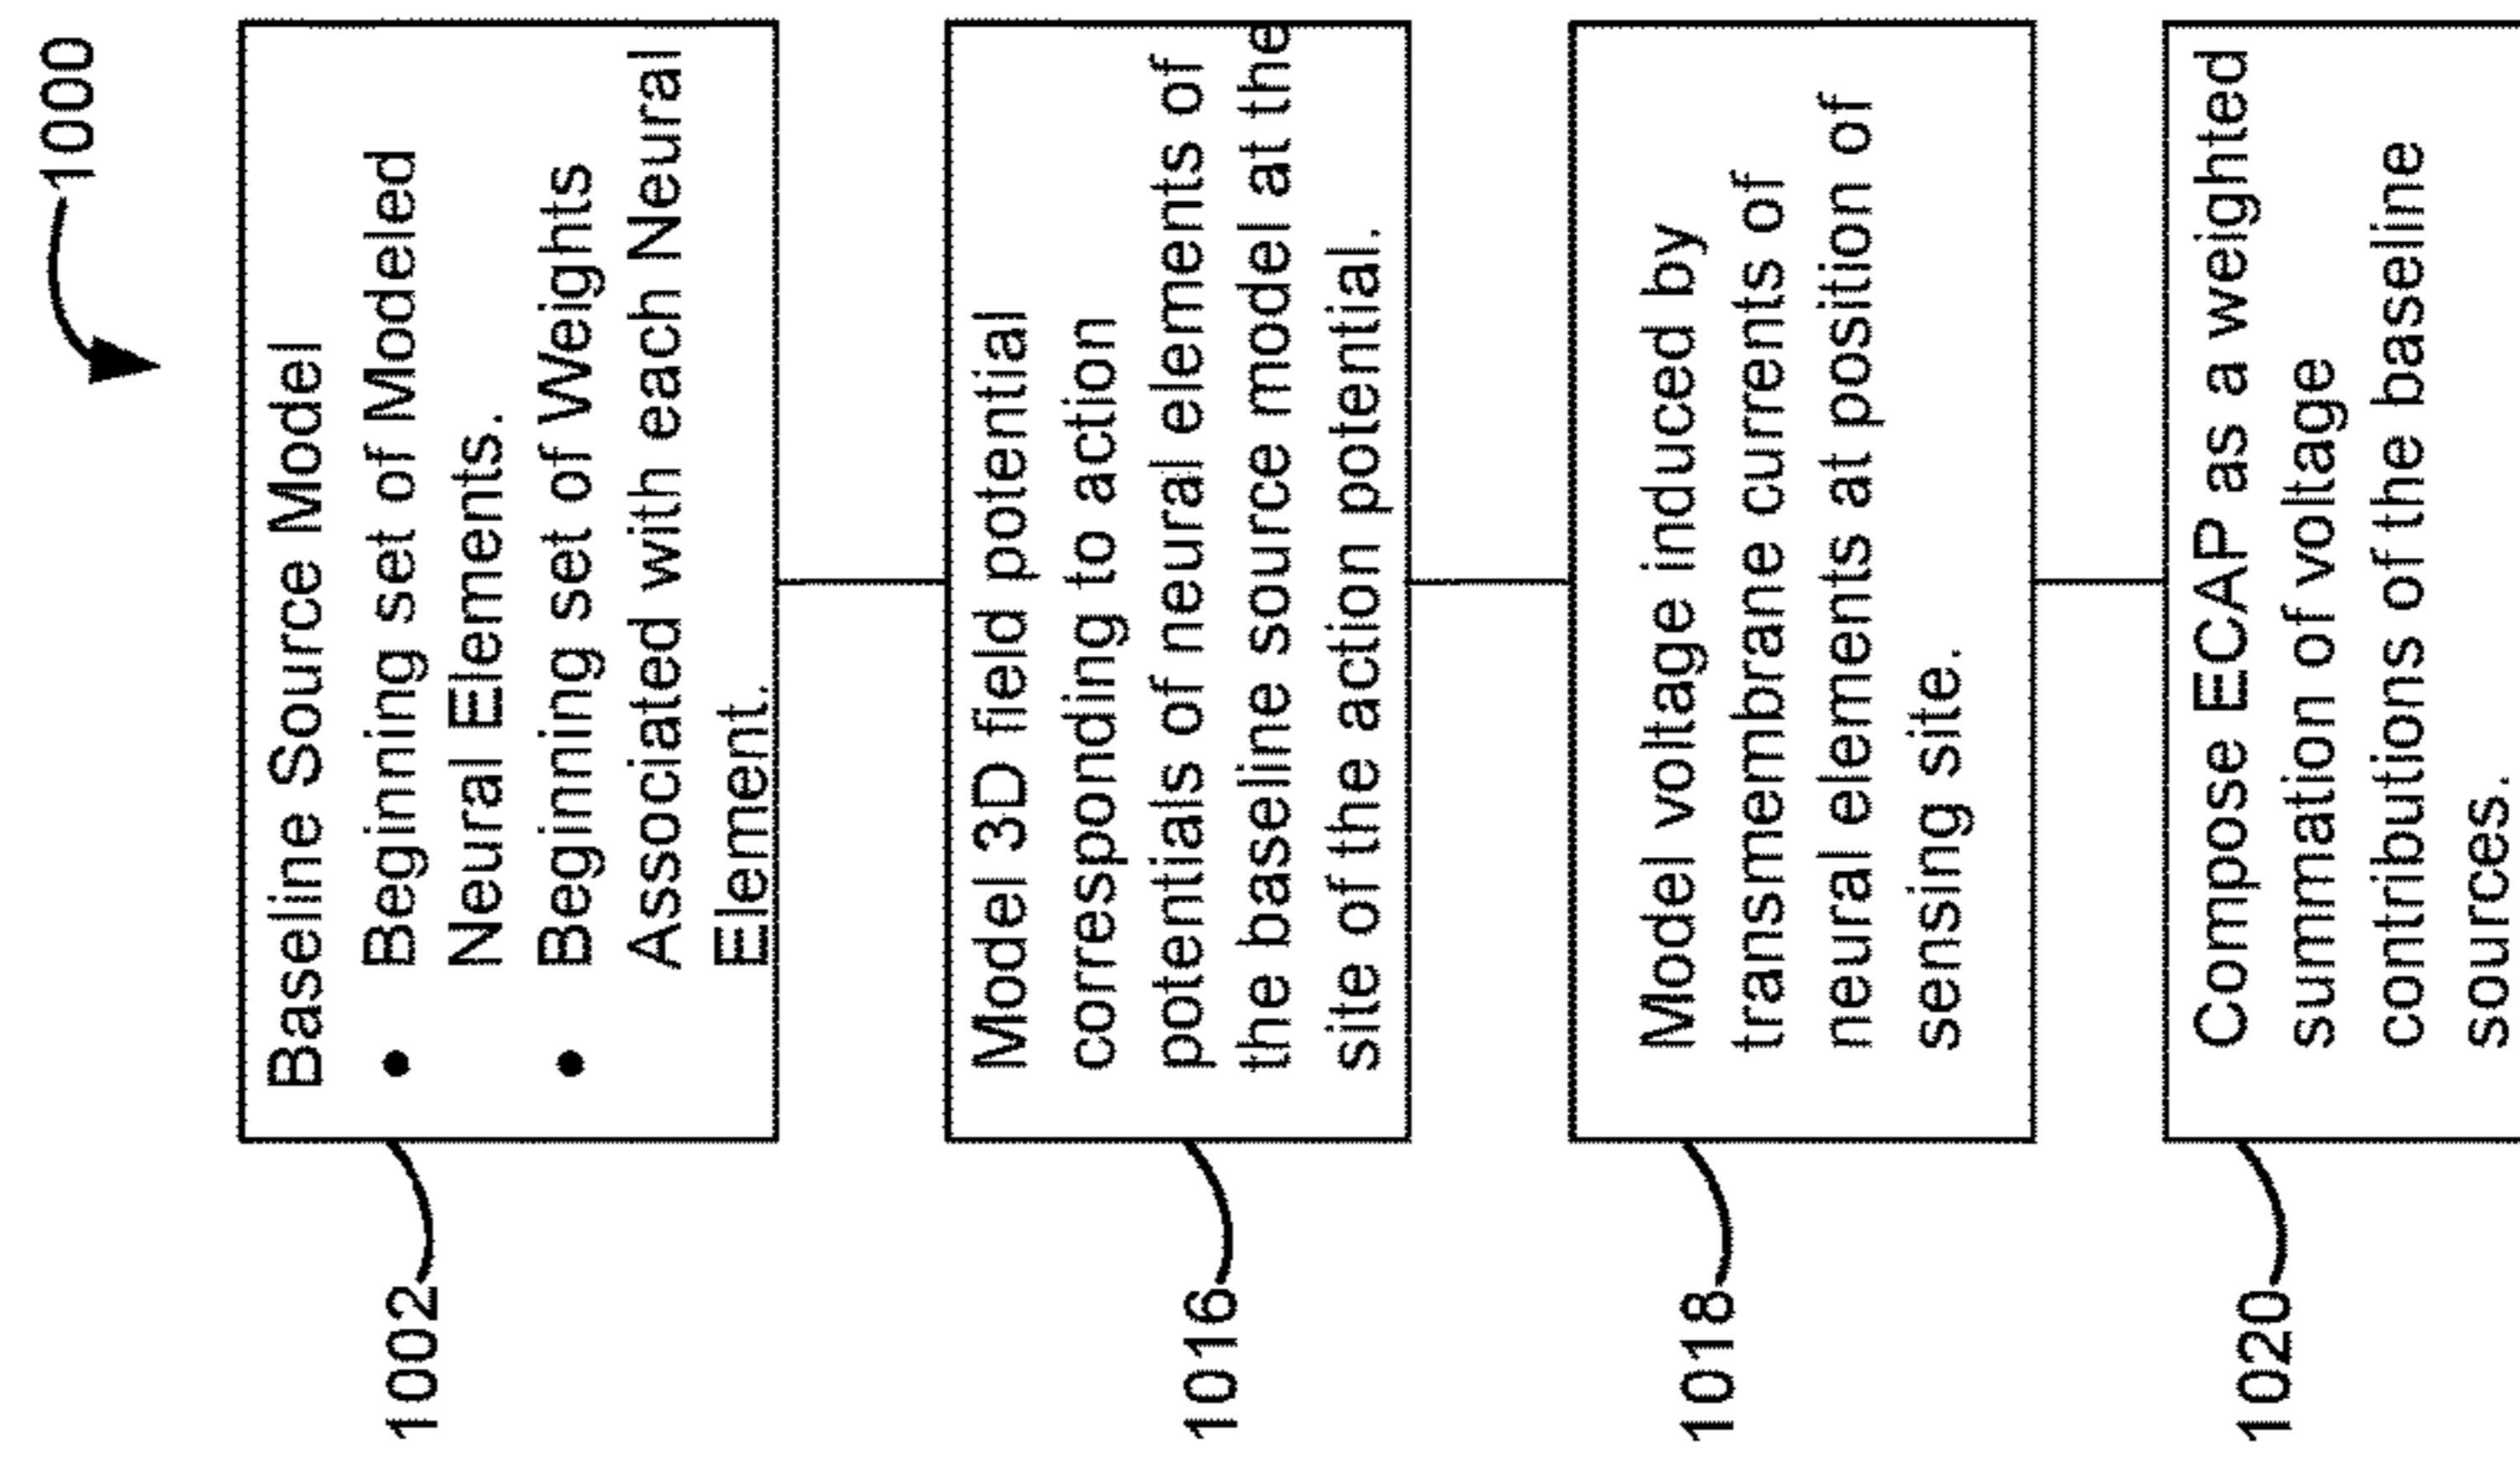 1000
1002
Baseline Source Model
• Beginning set of Modeled
Neural Elements.
• Beginning set of Weights
Associated with each Neural
Element.
1016
Model 3D field potential
corresponding to action
potentials of neural elements of
the baseline source model at the
site of the action potential.
1018
Model voltage induced by
transmembrane currents of
neural elements at position of
sensing site.
1020
Compose ECAP as a weighted
summation of voltage
contributions of the baseline
sources.